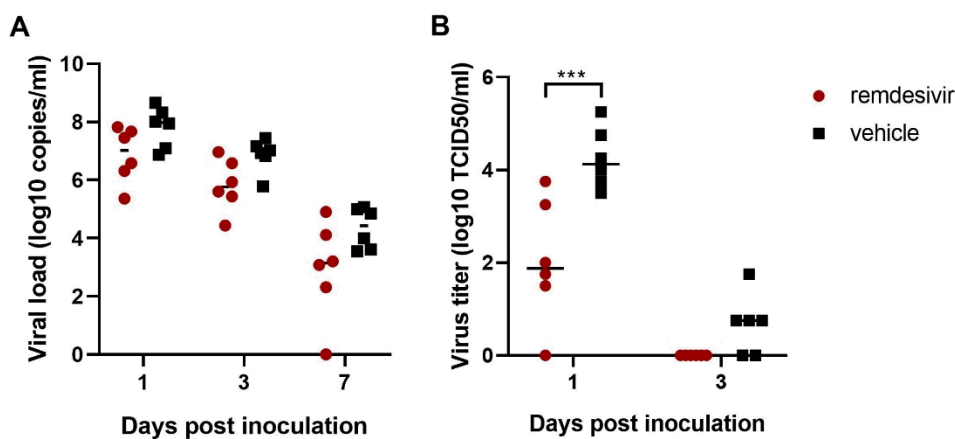 A
Viral load (log10 copies/ml)
10
8
6
4
2
0
1 3 7
Days post inoculation
B
Virus titer (log10 TCID50/ml)
6
4
2
0
***
1 3
Days post inoculation
remdesivir
vehicle